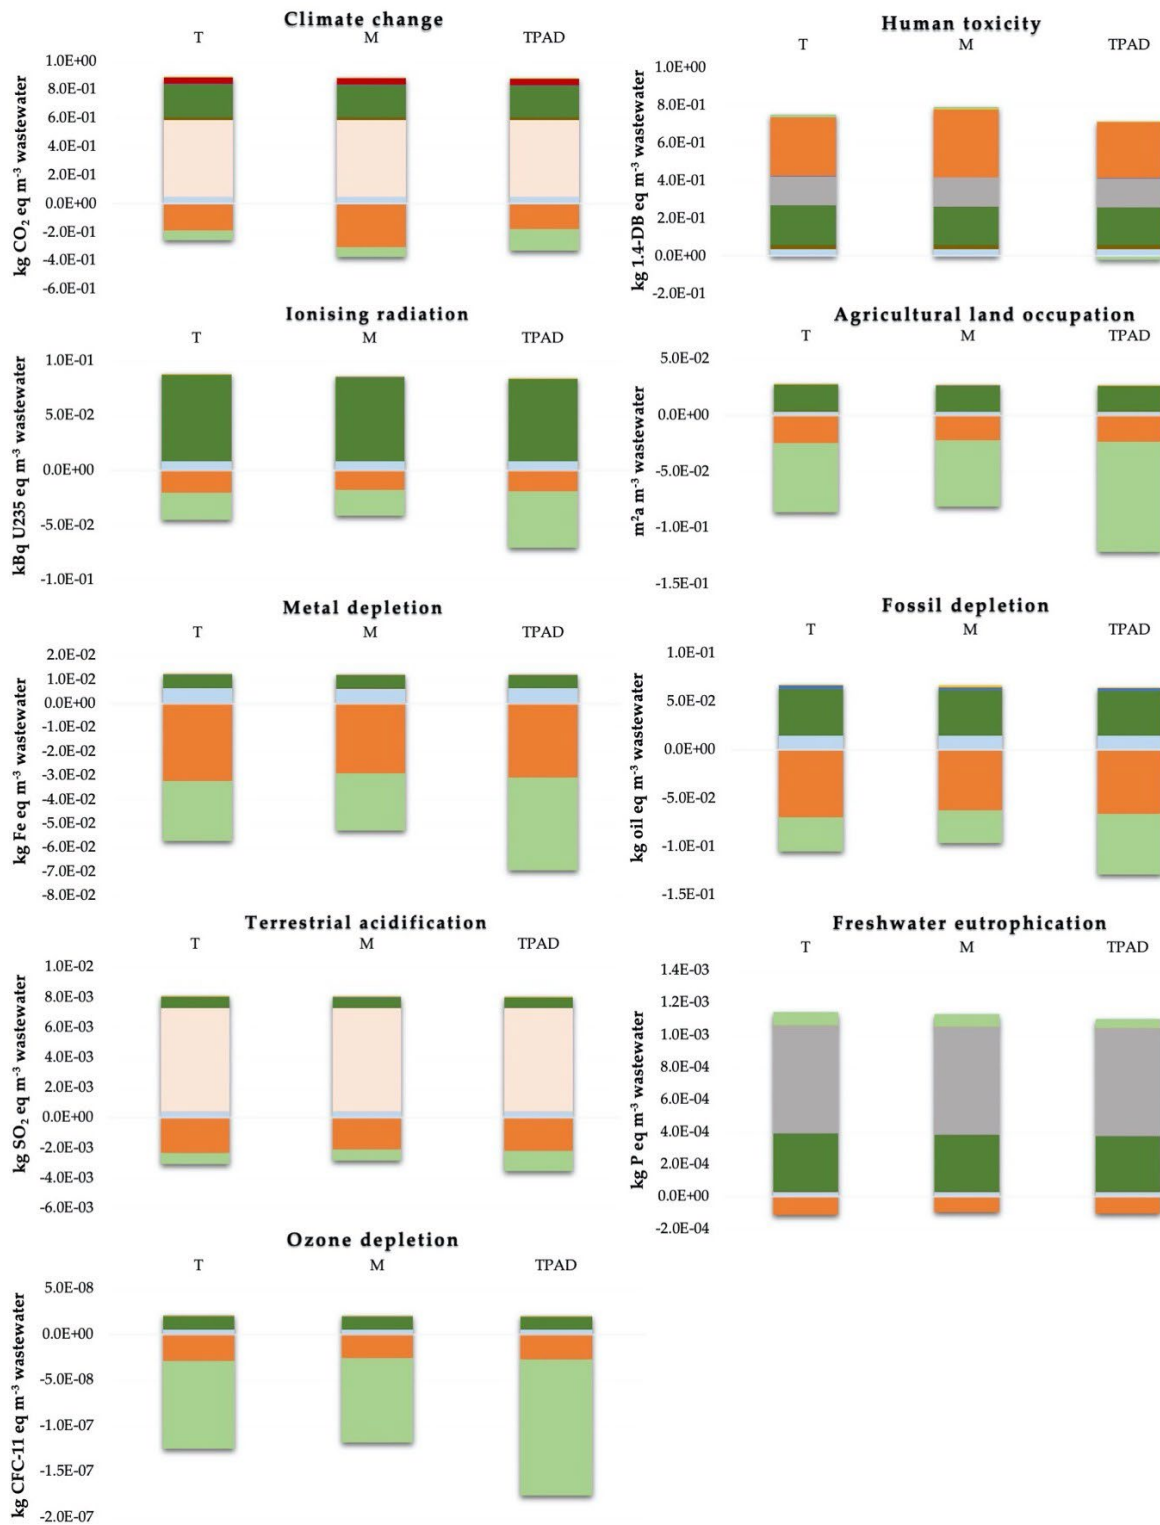 Climate change
T M TPAD
kg CO₂ eq m⁻³ wastewater
1.0E+00
8.0E-01
6.0E-01
4.0E-01
2.0E-01
0.0E+00
-2.0E-01
-4.0E-01
-6.0E-01
Human toxicity
T M TPAD
kg 1.4-DB eq m⁻³ wastewater
1.0E+00
8.0E-01
6.0E-01
4.0E-01
2.0E-01
0.0E+00
-2.0E-01
Ionising radiation
T M TPAD
kBq U235 eq m⁻³ wastewater
1.0E-01
5.0E-02
0.0E+00
-5.0E-02
-1.0E-01
Agricultural land occupation
T M TPAD
m²a m⁻³ wastewater
5.0E-02
0.0E+00
-5.0E-02
-1.0E-01
-1.5E-01
Metal depletion
T M TPAD
kg Fe eq m⁻³ wastewater
2.0E-02
1.0E-02
0.0E+00
-1.0E-02
-2.0E-02
-3.0E-02
-4.0E-02
-5.0E-02
-6.0E-02
-7.0E-02
-8.0E-02
Fossil depletion
T M TPAD
kg oil eq m⁻³ wastewater
1.0E-01
5.0E-02
0.0E+00
-5.0E-02
-1.0E-01
-1.5E-01
Terrestrial acidification
T M TPAD
kg SO₂ eq m⁻³ wastewater
1.0E-02
8.0E-03
6.0E-03
4.0E-03
2.0E-03
0.0E+00
-2.0E-03
-4.0E-03
-6.0E-03
Freshwater eutrophication
T M TPAD
kg P eq m⁻³ wastewater
1.4E-03
1.2E-03
1.0E-03
8.0E-04
6.0E-04
4.0E-04
2.0E-04
0.0E+00
-2.0E-04
Ozone depletion
T M TPAD
kg CFC-11 eq m⁻³ wastewater
5.0E-08
0.0E+00
-5.0E-08
-1.0E-07
-1.5E-07
-2.0E-07